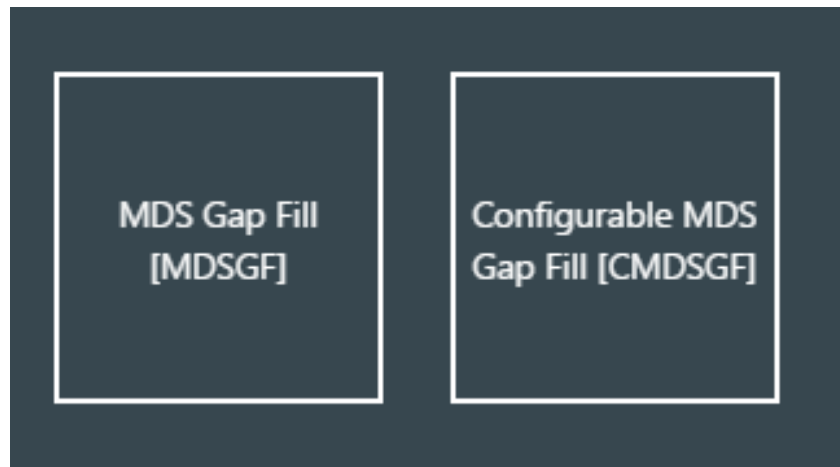 MDS Gap Fill
[MDSGF]
Configurable MDS
Gap Fill [CMDSGF]